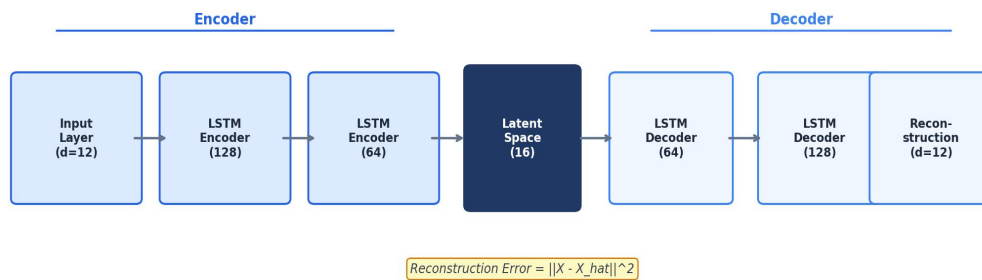 Encoder
Decoder
Input
Layer
(d=12)
LSTM
Encoder
(128)
LSTM
Encoder
(64)
Latent
Space
(16)
LSTM
Decoder
(64)
LSTM
Decoder
(128)
Recon-
struction
(d=12)
Reconstruction Error = ||X - X_hat||^2